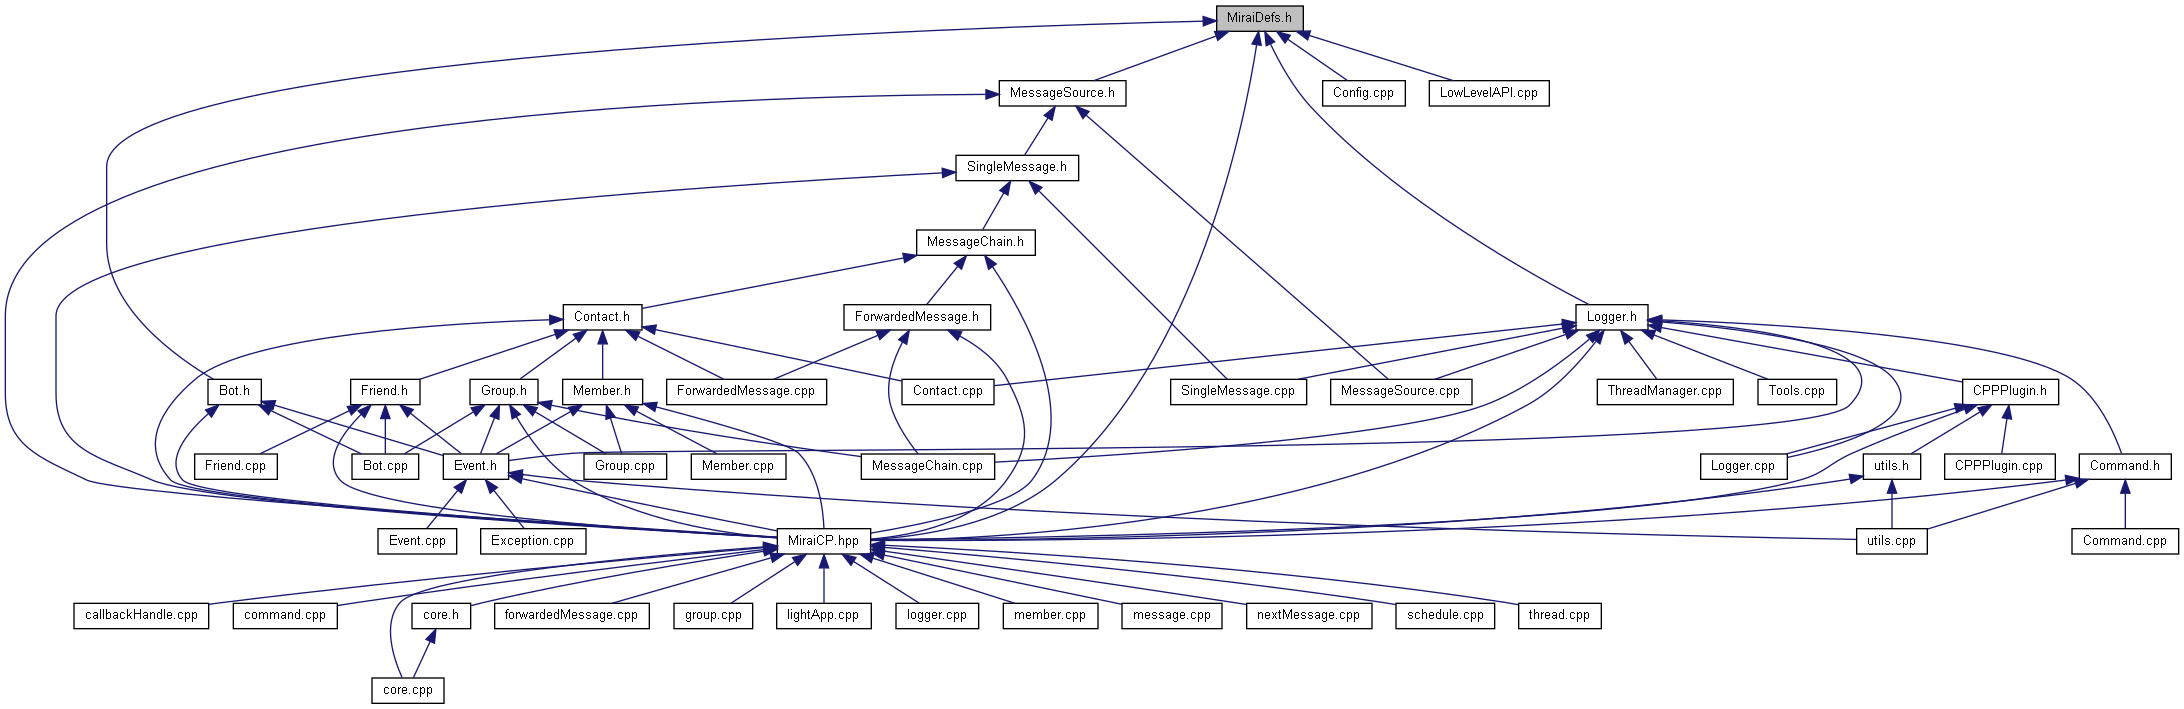 MiraiDefs.h
MessageSource.h
Config.cpp
LowLevelAPI.cpp
SingleMessage.h
MessageChain.h
Contact.h
ForwardedMessage.h
Logger.h
Bot.h
Friend.h
Group.h
Member.h
ForwardedMessage.cpp
Contact.cpp
SingleMessage.cpp
MessageSource.cpp
ThreadManager.cpp
Tools.cpp
CPPPlugin.h
Friend.cpp
Bot.cpp
Event.h
Group.cpp
Member.cpp
MessageChain.cpp
Logger.cpp
utils.h
CPPPlugin.cpp
Command.h
Event.cpp
Exception.cpp
MiraiCP.hpp
utils.cpp
Command.cpp
callbackHandle.cpp
command.cpp
core.h
forwardedMessage.cpp
group.cpp
lightApp.cpp
logger.cpp
member.cpp
message.cpp
nextMessage.cpp
schedule.cpp
thread.cpp
core.cpp